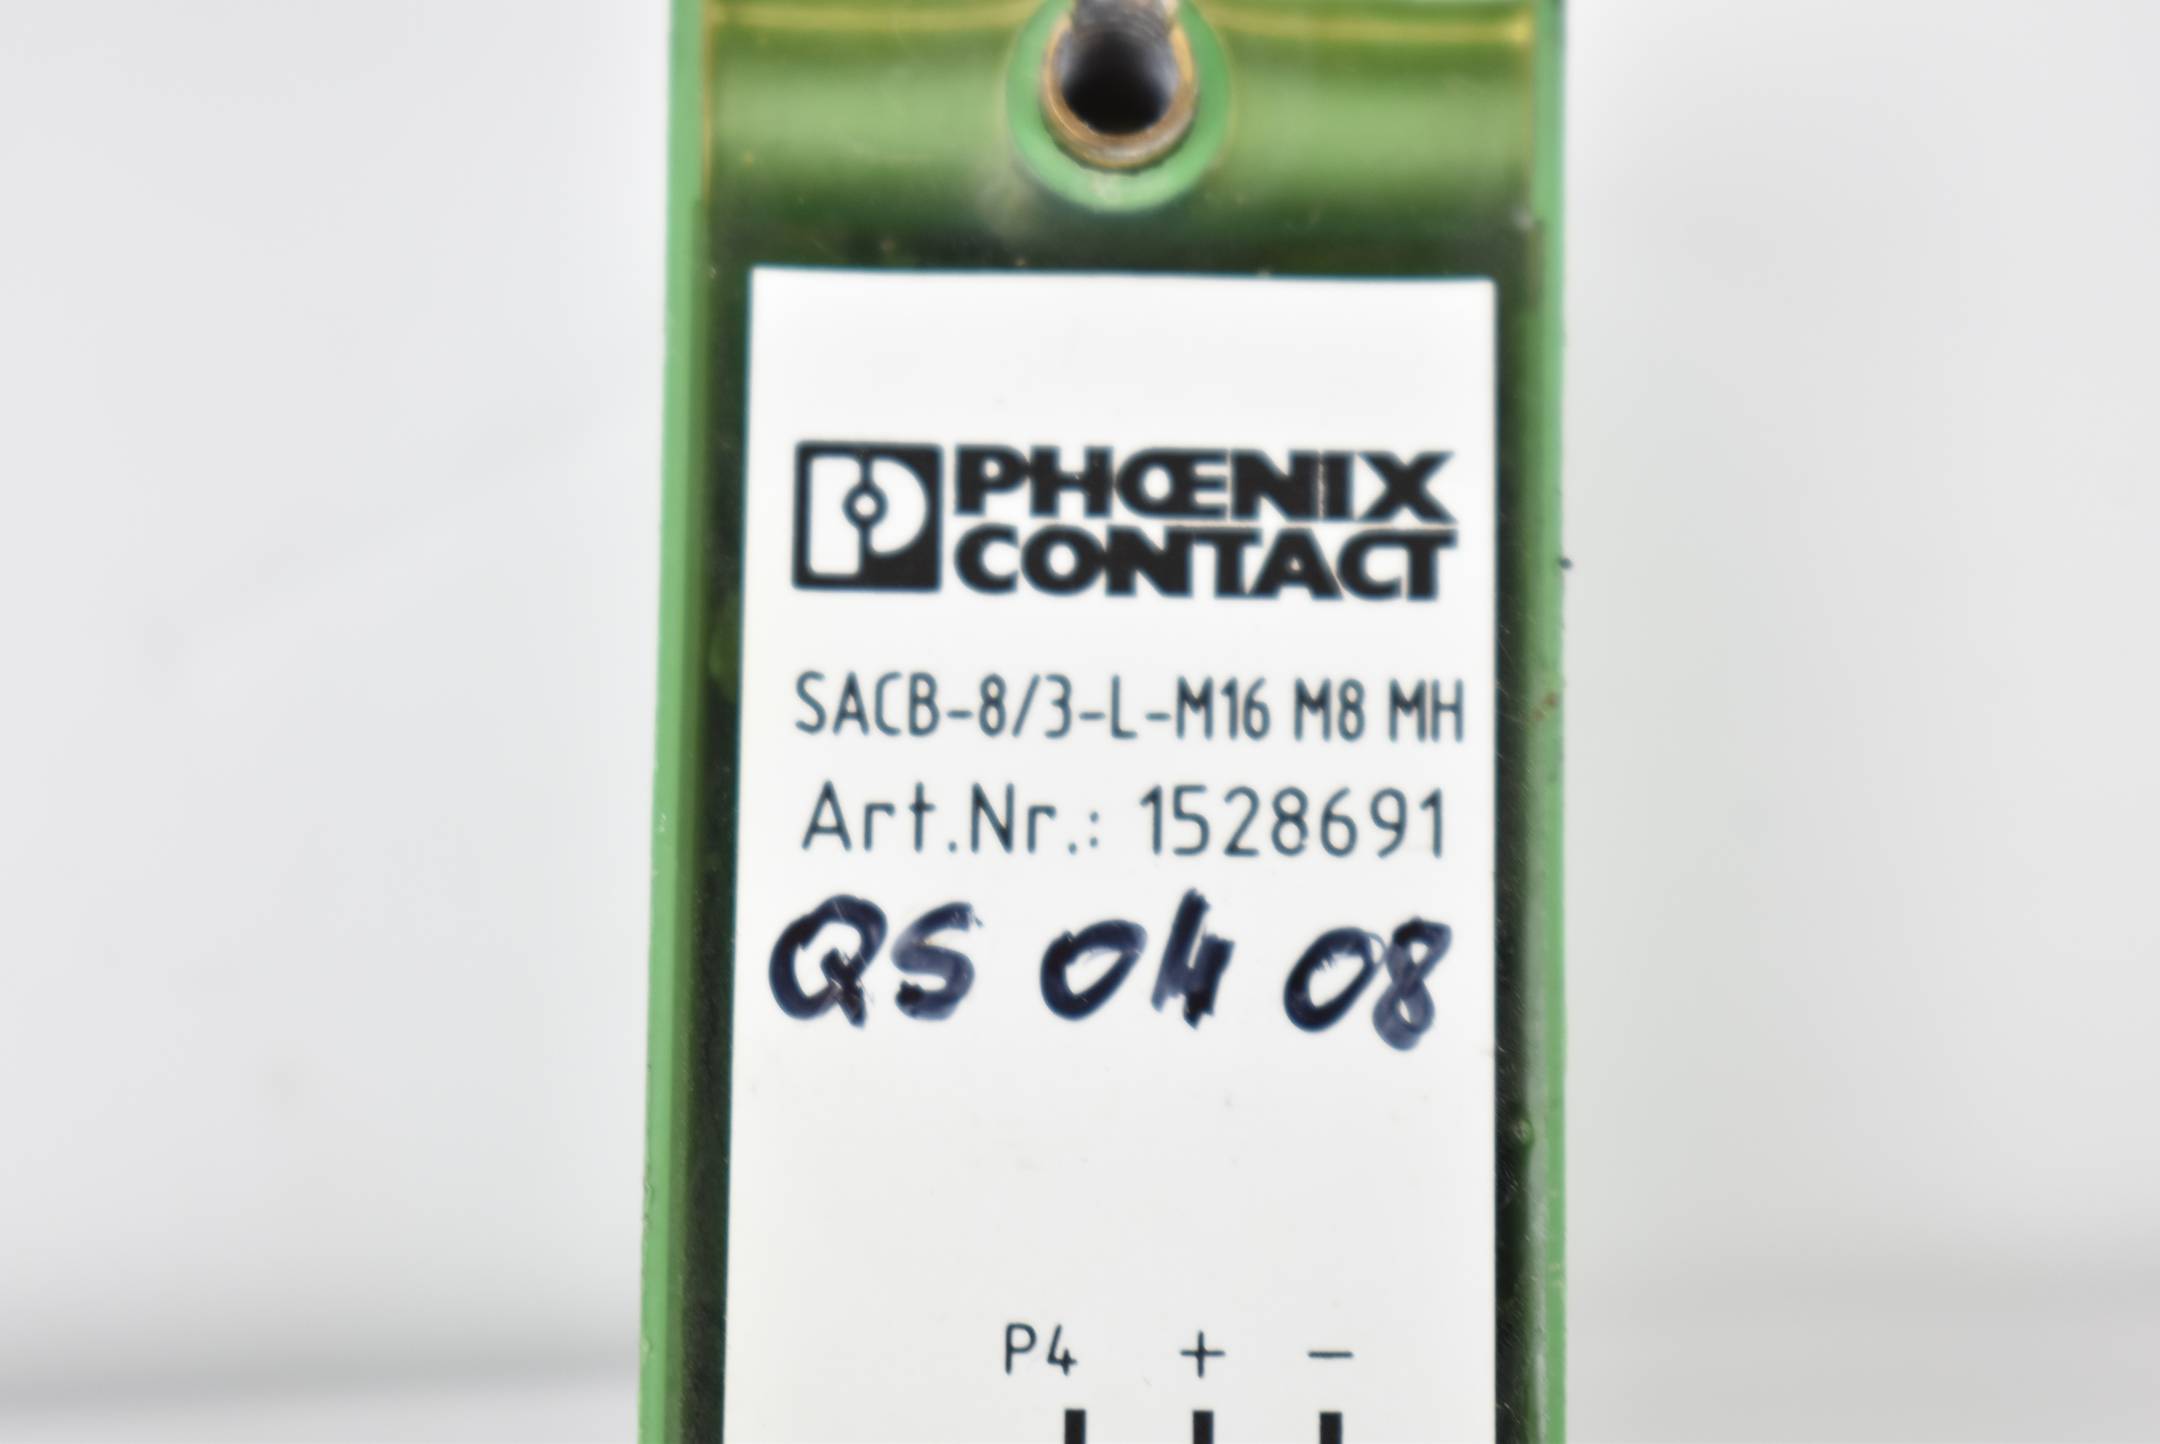 PHŒNIX
CONTACT
SACB-8/3-L-M16 M8 MH
Art.Nr.: 1528691
QS 04 08
P4 + −